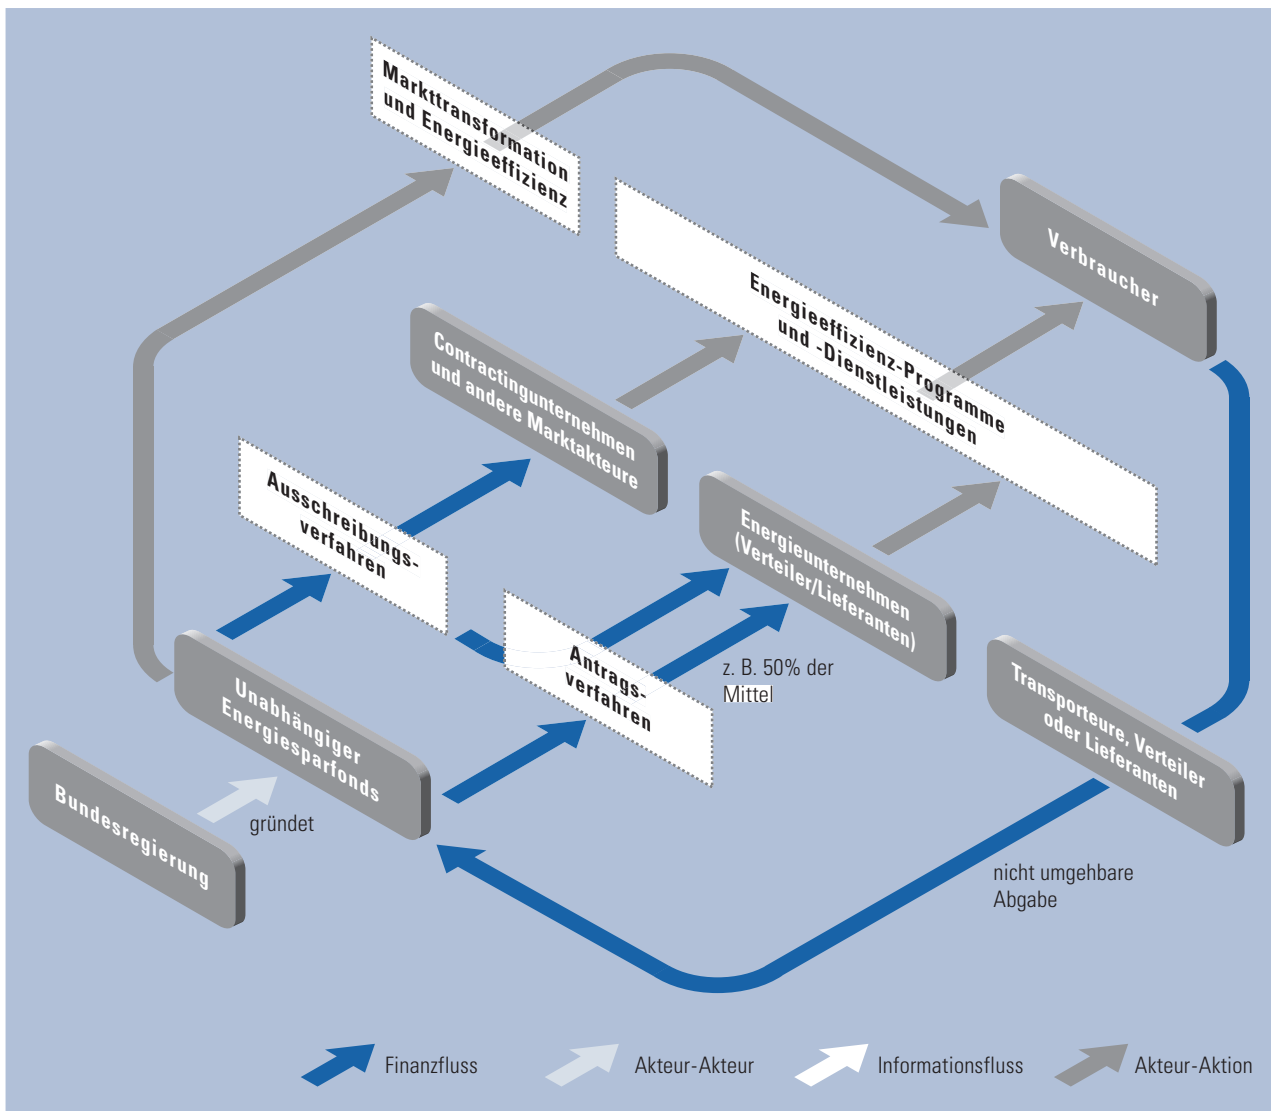 Markttransformation
und Energieeffizienz
Verbraucher
Energieeffizienz-Programme
und -Dienstleistungen
Contractingunternehmen
und andere Marktakteure
Ausschreibungs-
verfahren
Energieunternehmen
(Verteiler/Lieferanten)
Antrags-
verfahren
z. B. 50% der
Mittel
Transporteure, Verteiler
oder Lieferanten
Unabhängiger
Energiesparfonds
Bundesregierung
gründet
nicht umgehbare
Abgabe
Finanzfluss
Akteur-Akteur
Informationsfluss
Akteur-Aktion